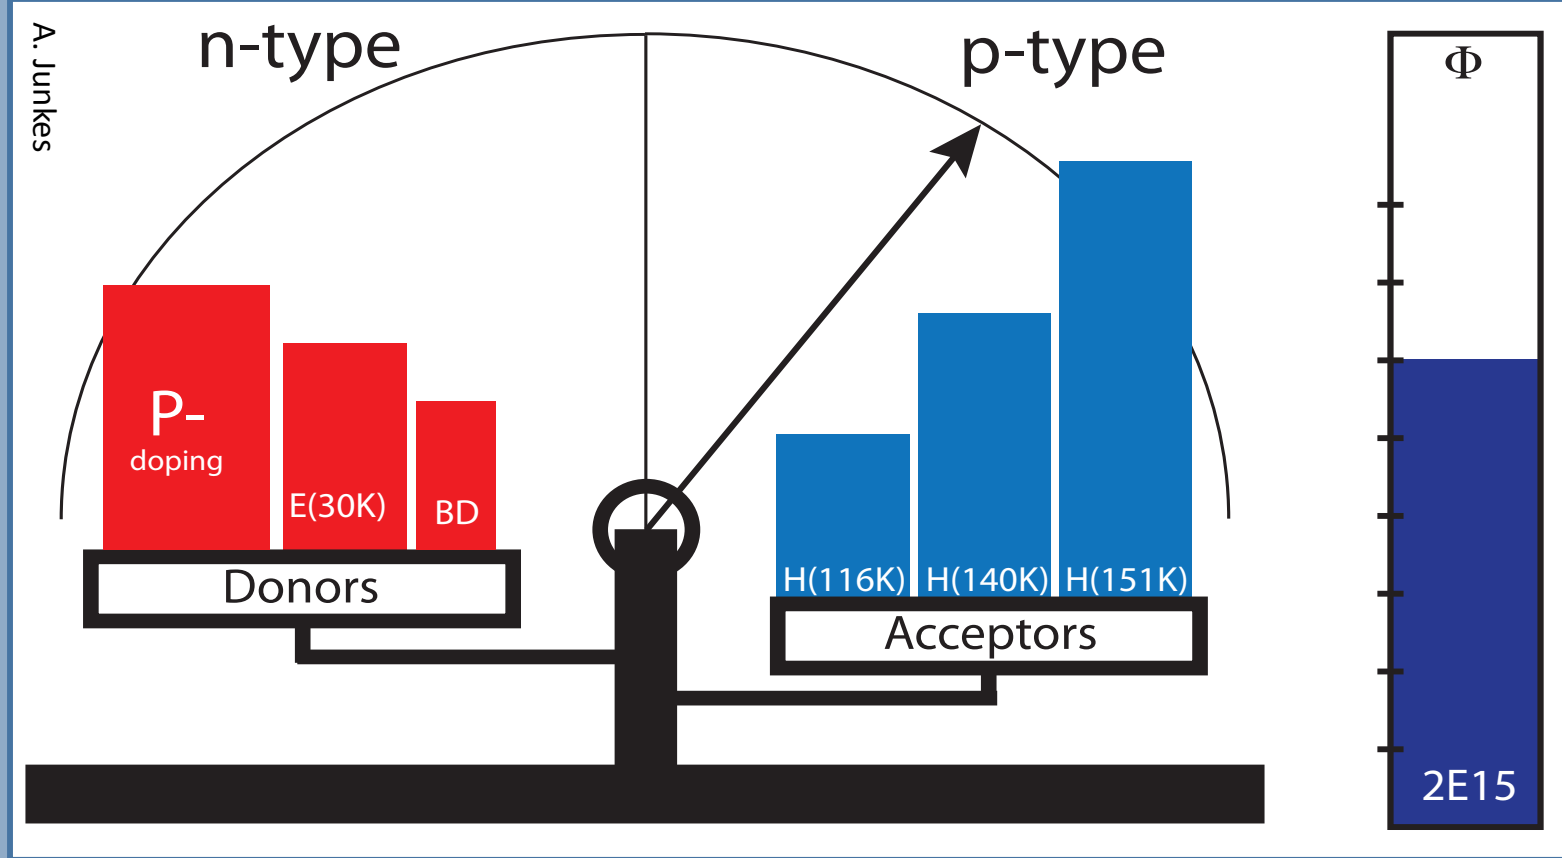 A. Junkes
n-type
p-type
Φ
P-
doping
E(30K)
BD
Donors
H(116K)
H(140K)
H(151K)
Acceptors
2E15